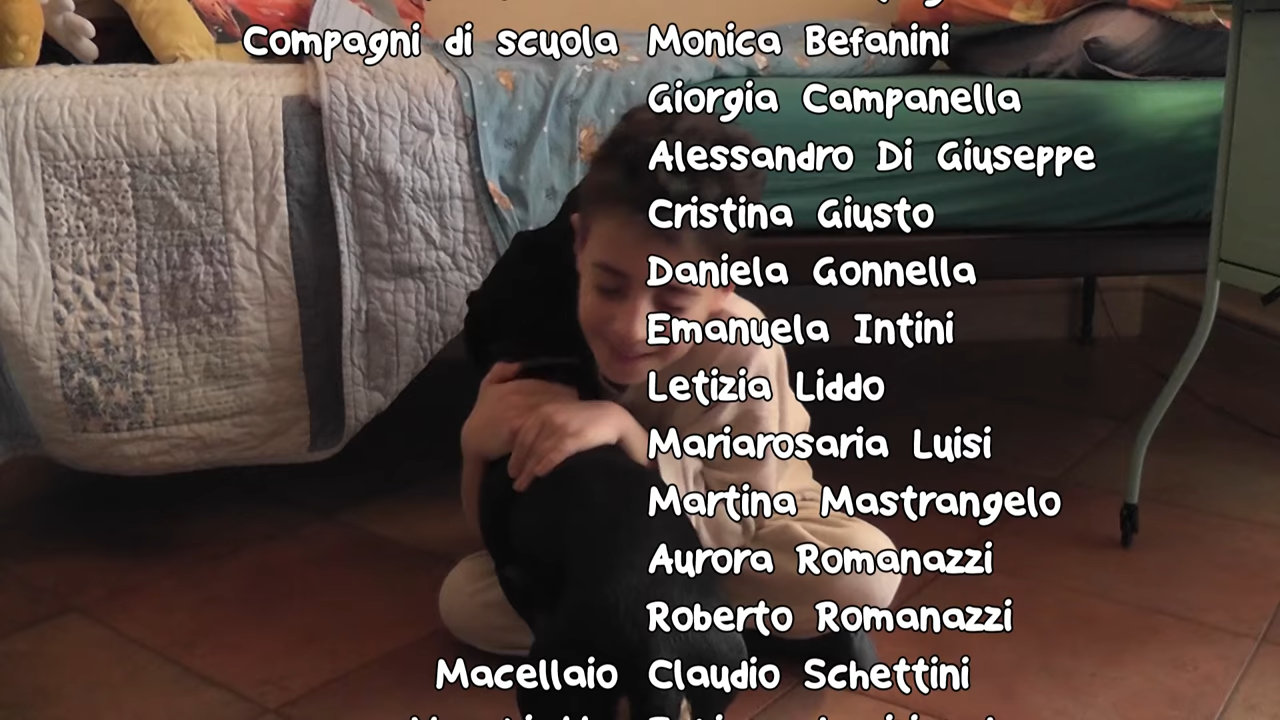 Compagni di scuola Monica Befanini
Giorgia Campanella
Alessandro Di Giuseppe
Cristina Giusto
Daniela Gonnella
Emanuela Intini
Letizia Liddo
Mariarosaria Luisi
Martina Mastrangelo
Aurora Romanazzi
Roberto Romanazzi
Macellaio Claudio Schettini